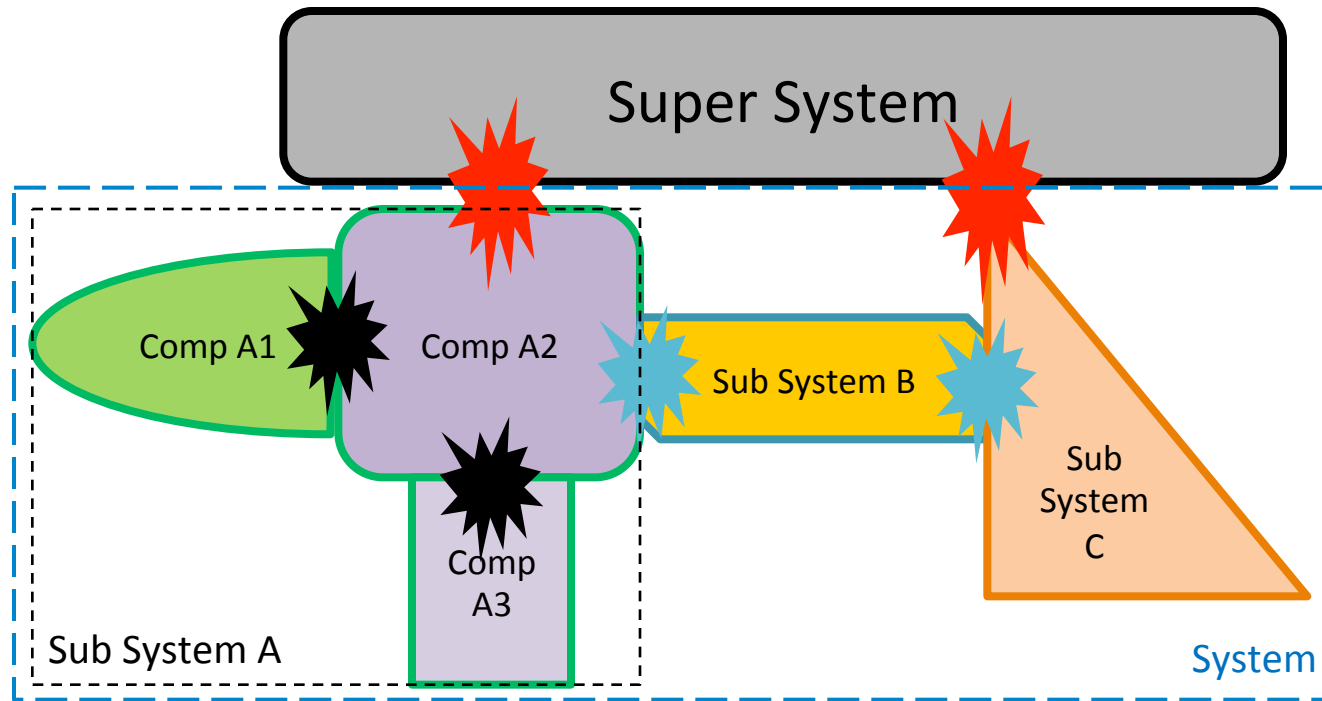 Super System
Comp A1
Comp A2
Sub System B
Sub
System
C
Comp
A3
Sub System A
System